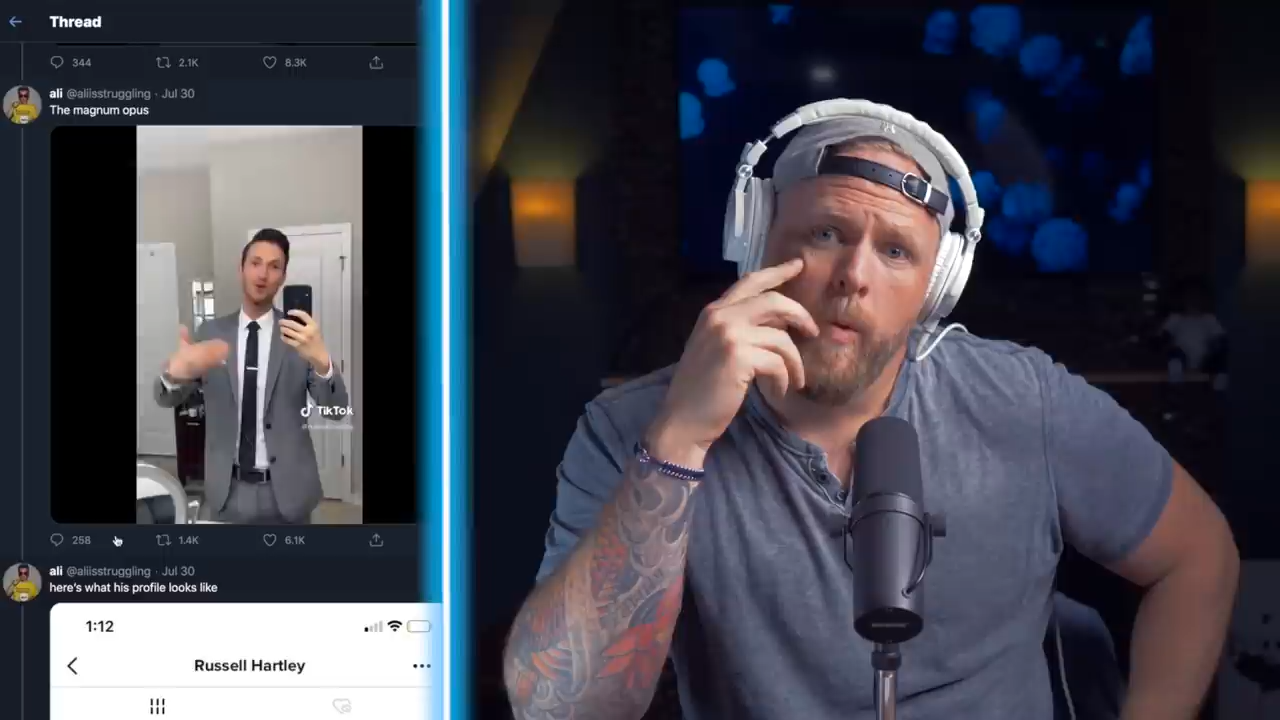 Thread
344 2.1K 8.3K
ali @aliisstruggling · Jul 30
The magnum opus
TikTok
258 1.4K 6.1K
ali @aliisstruggling · Jul 30
here's what his profile looks like
1:12
Russell Hartley